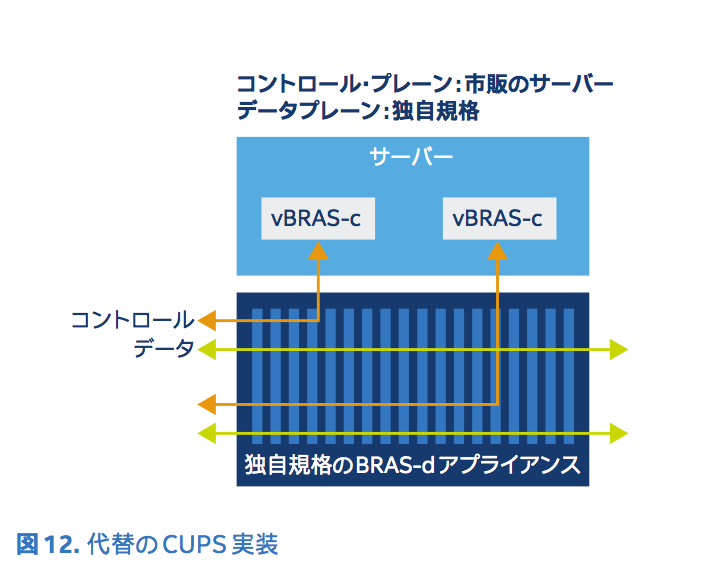 コントロール・プレーン：市販のサーバー
データプレーン：独自規格
サーバー
vBRAS-c
vBRAS-c
コントロール
データ
独自規格のBRAS-dアプライアンス
図12. 代替のCUPS実装